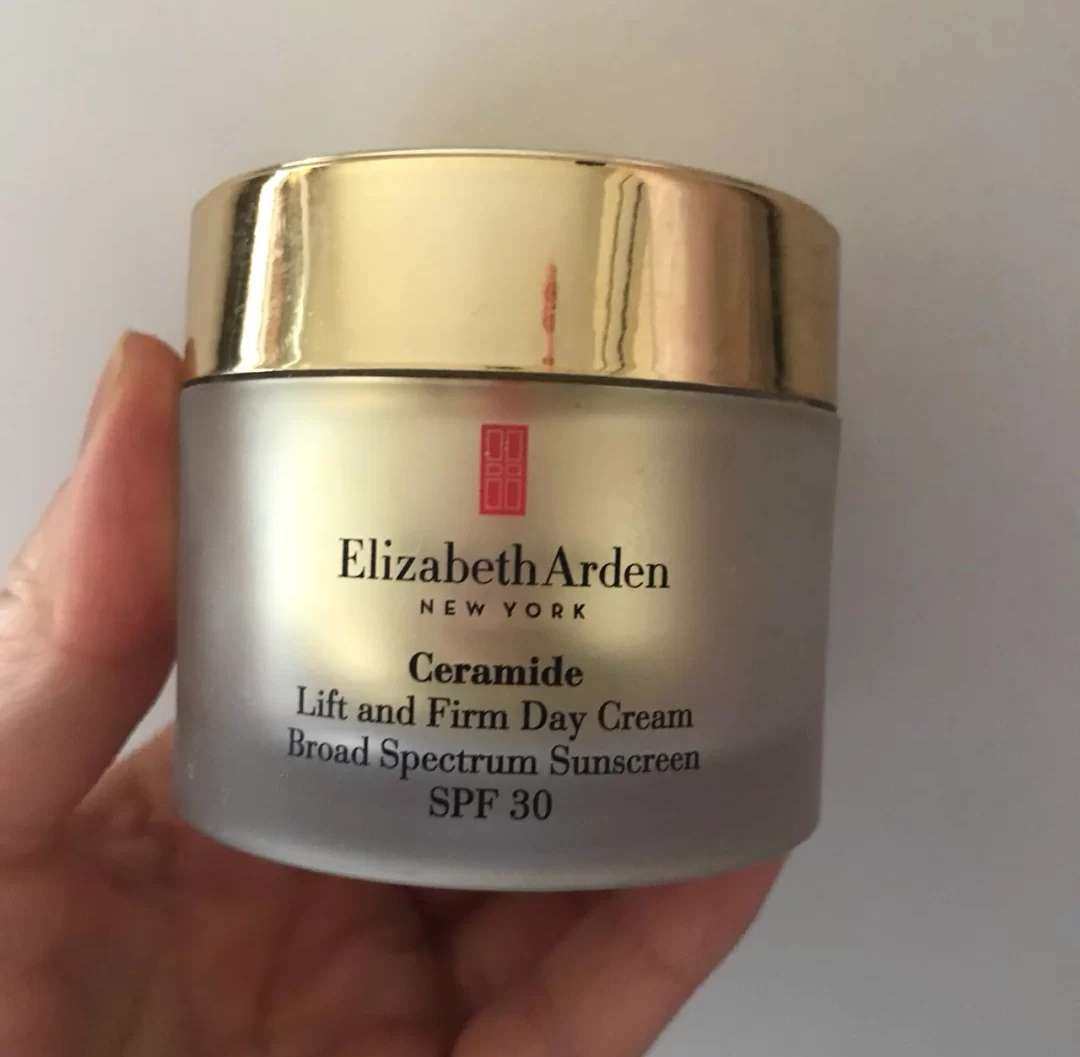 Elizabeth Arden
NEW YORK
Ceramide
Lift and Firm Day Cream
Broad Spectrum Sunscreen
SPF 30